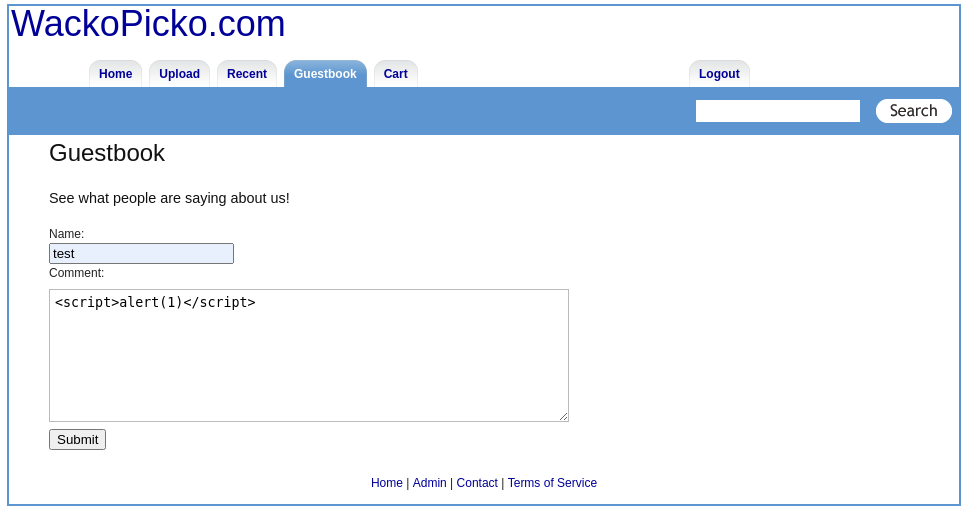 WackoPicko.com
Home Upload Recent Guestbook Cart Logout
Search
Guestbook
See what people are saying about us!
Name:
test
Comment:
<script>alert(1)</script>
Submit
Home | Admin | Contact | Terms of Service